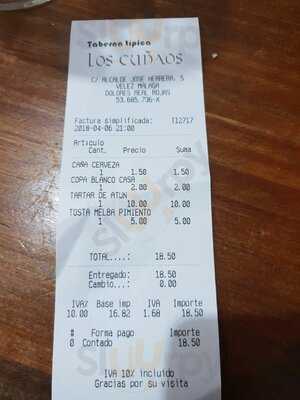 Taberna típica
LOS CUÑAOS
C/ ALCALDE JOSE HERRERA, 5
VELEZ MALAGA
DOLORES REAL ROJAS
53.685.736-X
Factura simplificada: T12717
2018-04-06 21:00
Artículo
Cant. Precio Suma
CAÑA CERVEZA
1 1.50 1.50
COPA BLANCO CASA
1 2.00 2.00
TARTAR DE ATUN
1 10.00 10.00
TOSTA MELBA PIMIENTO
1 5.00 5.00
TOTAL....: 18.50
Entregado: 18.50
Cambio...: 0.00
IVA% Base imp IVA Importe
10.00 16.82 1.68 18.50
# Forma pago Importe
0 Contado 18.50
IVA 10% incluido
Gracias por su visita